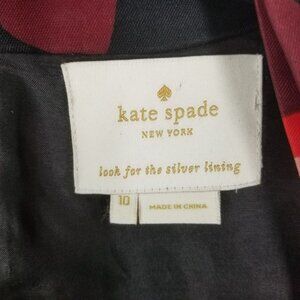 kate spade
NEW YORK
look for the silver lining
10
MADE IN CHINA